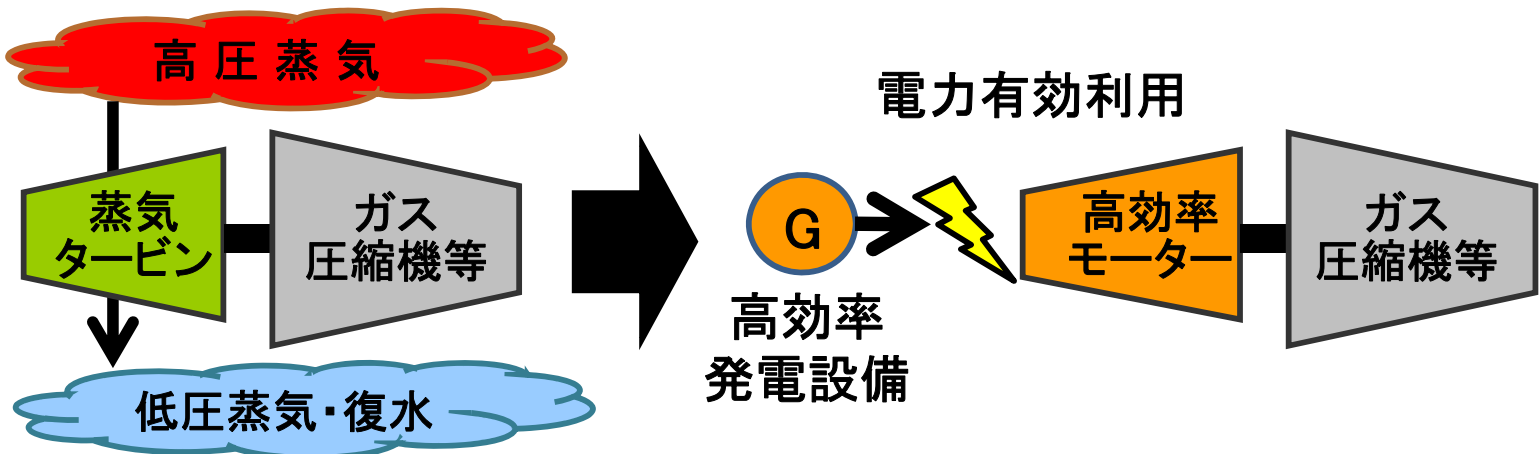 高圧蒸気
蒸気
タービン
ガス
圧縮機等
低圧蒸気・復水
電力有効利用
G
高効率
発電設備
高効率
モーター
ガス
圧縮機等